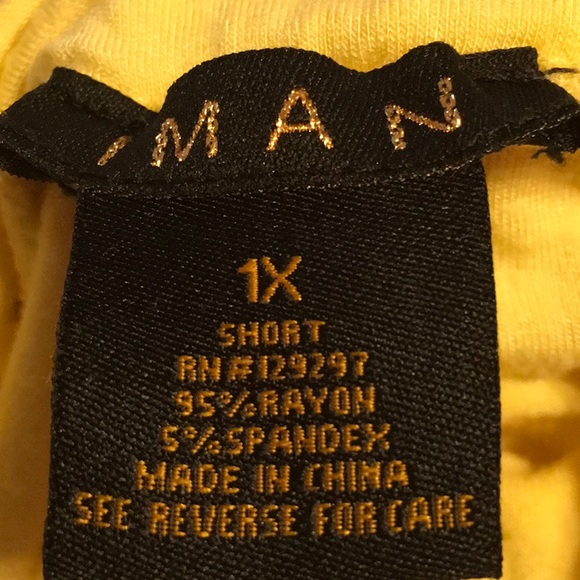 IMAN
1X
SHORT
RN#129297
95%RAYON
5%SPANDEX
MADE IN CHINA
SEE REVERSE FOR CARE